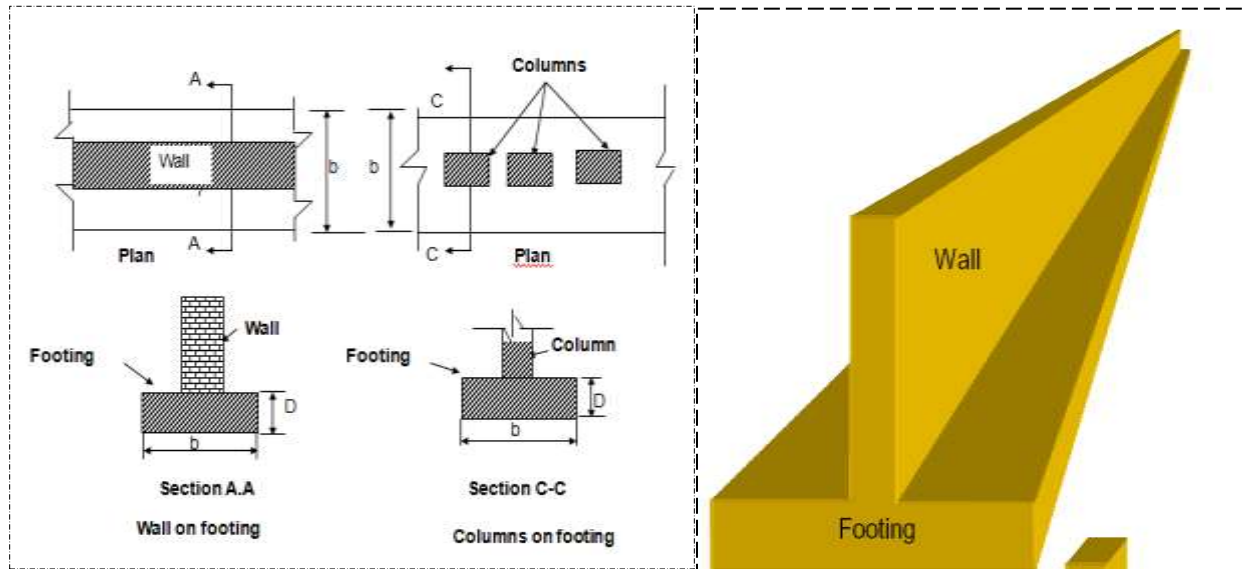 A
A
Wall
b
Plan
Columns
C
C
b
Plan
Footing
Wall
D
b
Section A.A
Wall on footing
Footing
Column
D
b
Section C-C
Columns on footing
Wall
Footing